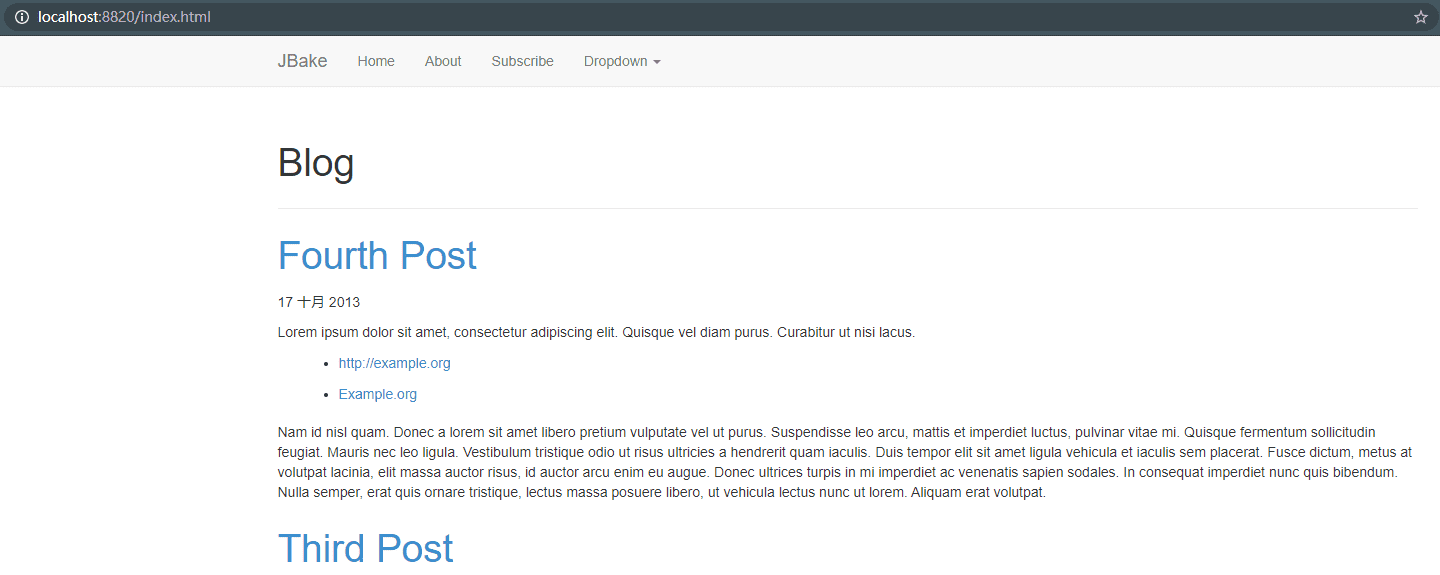 localhost:8820/index.html
JBake Home About Subscribe Dropdown
Blog
Fourth Post
17 十月 2013
Lorem ipsum dolor sit amet, consectetur adipiscing elit. Quisque vel diam purus. Curabitur ut nisi lacus.
http://example.org
Example.org
Nam id nisl quam. Donec a lorem sit amet libero pretium vulputate vel ut purus. Suspendisse leo arcu, mattis et imperdiet luctus, pulvinar vitae mi. Quisque fermentum sollicitudin
feugiat. Mauris nec leo ligula. Vestibulum tristique odio ut risus ultricies a hendrerit quam iaculis. Duis tempor elit sit amet ligula vehicula et iaculis sem placerat. Fusce dictum, metus at
volutpat lacinia, elit massa auctor risus, id auctor arcu enim eu augue. Donec ultrices turpis in mi imperdiet ac venenatis sapien sodales. In consequat imperdiet nunc quis bibendum.
Nulla semper, erat quis ornare tristique, lectus massa posuere libero, ut vehicula lectus nunc ut lorem. Aliquam erat volutpat.
Third Post